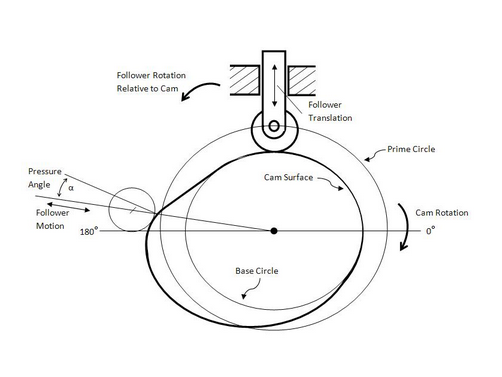 Follower Rotation
Relative to Cam
Follower
Translation
Prime Circle
Pressure
Angle
α
Cam Surface
Follower
Motion
Cam Rotation
180°
0°
Base Circle